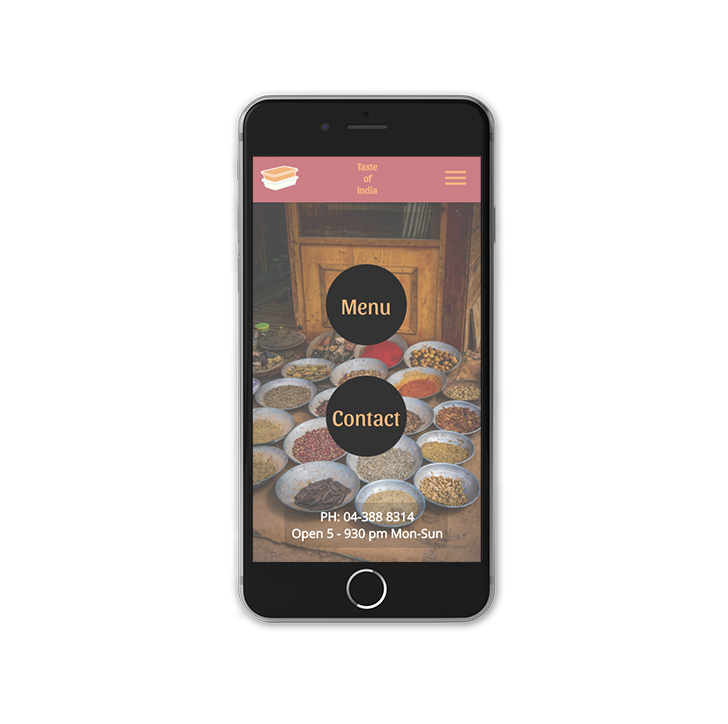 Taste
of
India
Menu
Contact
PH: 04-388 8314
Open 5 - 930 pm Mon-Sun